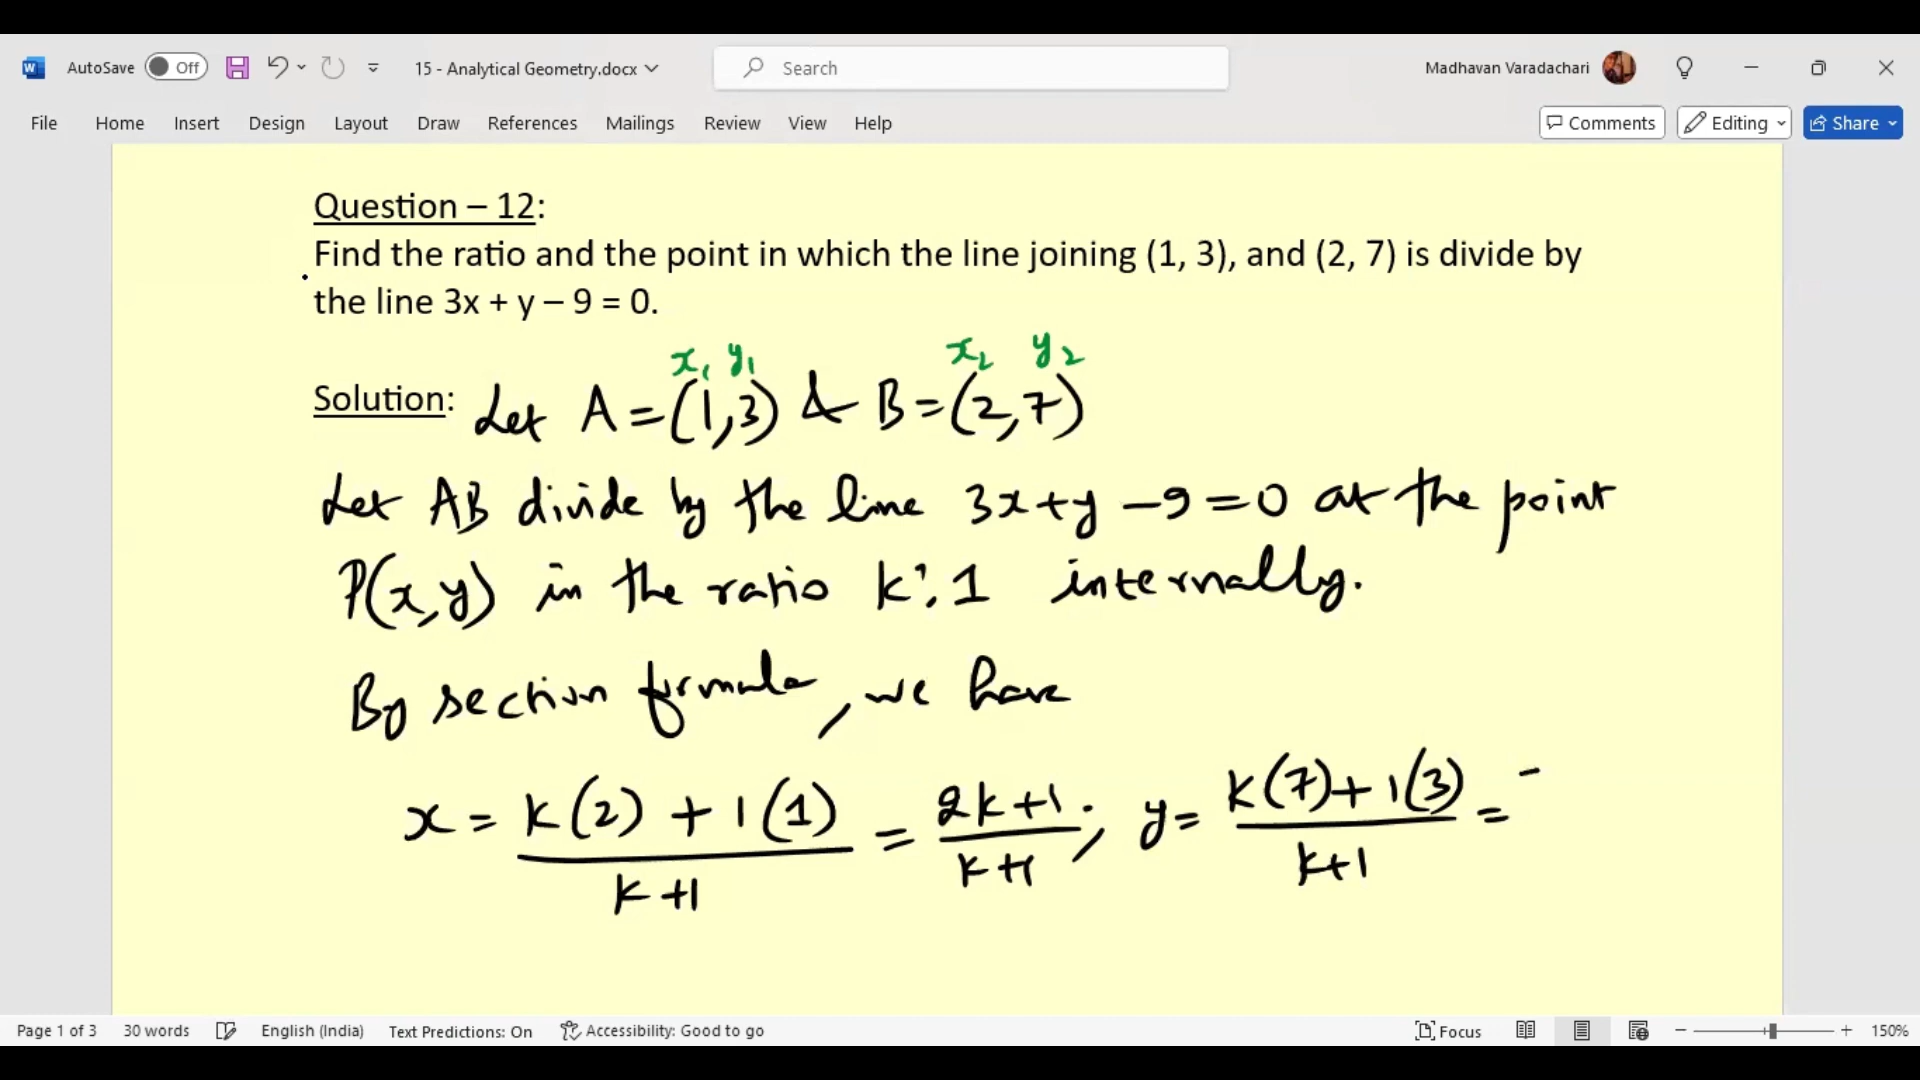 AutoSave Off 15 - Analytical Geometry.docx Search Madhavan Varadachari
File Home Insert Design Layout Draw References Mailings Review View Help Comments Editing Share
Question – 12:
Find the ratio and the point in which the line joining (1, 3), and (2, 7) is divide by
the line 3x + y – 9 = 0.
x₁ y₁ x₂ y₂
Solution: Let A = (1, 3) & B = (2, 7)
Let AB divide by the line 3x + y – 9 = 0 at the point
P(x, y) in the ratio k : 1 internally.
By section formula, we have
x = k(2) + 1(1) / k+1 = 2k+1 / k+1 ; y = k(7) + 1(3) / k+1 =
Page 1 of 3 30 words English (India) Text Predictions: On Accessibility: Good to go Focus 150%